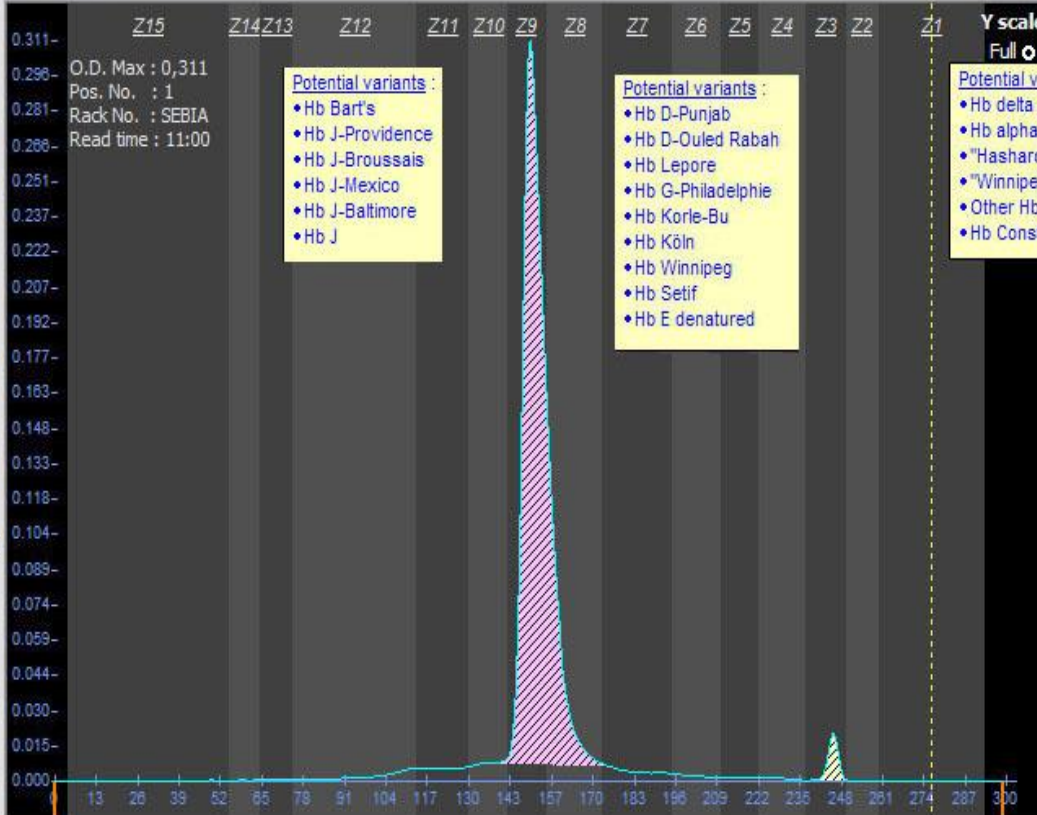 Z15 Z14 Z13 Z12 Z11 Z10 Z9 Z8 Z7 Z6 Z5 Z4 Z3 Z2 Z1
Y scale
Full
O.D. Max : 0,311
Pos. No. : 1
Rack No. : SEBIA
Read time : 11:00
Potential variants :
• Hb Bart's
• Hb J-Providence
• Hb J-Broussais
• Hb J-Mexico
• Hb J-Baltimore
• Hb J
Potential variants :
• Hb D-Punjab
• Hb D-Ouled Rabah
• Hb Lepore
• Hb G-Philadelphie
• Hb Korle-Bu
• Hb Köln
• Hb Winnipeg
• Hb Setif
• Hb E denatured
Potential v
• Hb delta
• Hb alpha
• "Hasharo
• "Winnipe
• Other Hb
• Hb Cons
0.311
0.296
0.281
0.266
0.251
0.237
0.222
0.207
0.192
0.177
0.163
0.148
0.133
0.118
0.104
0.089
0.074
0.059
0.044
0.030
0.015
0.000
0 13 26 39 52 65 78 91 104 117 130 143 157 170 183 196 209 222 235 248 261 274 287 300